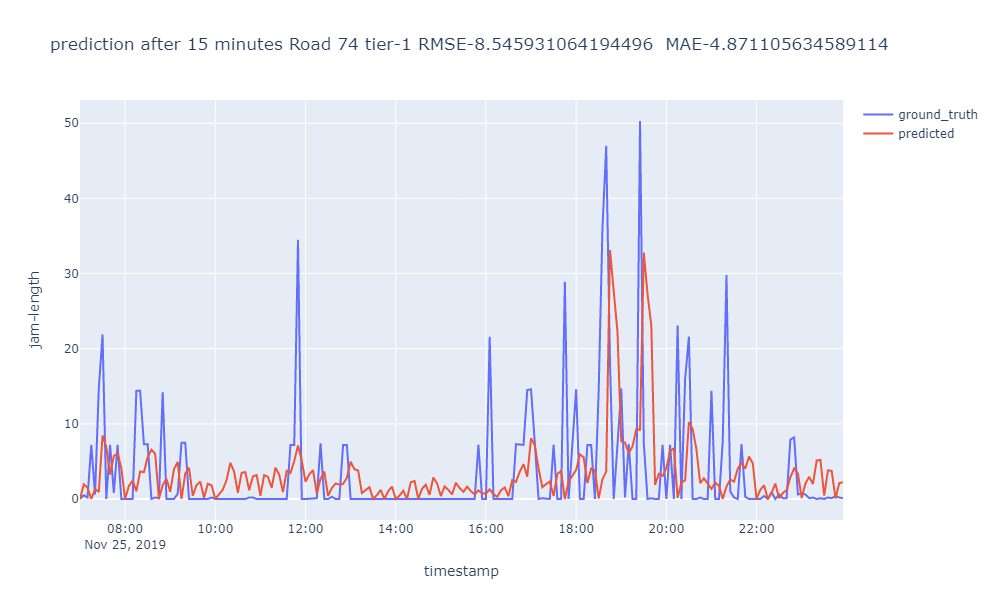 prediction after 15 minutes Road 74 tier-1 RMSE-8.545931064194496 MAE-4.871105634589114
ground_truth
predicted
50
40
30
20
10
0
jam-length
08:00 10:00 12:00 14:00 16:00 18:00 20:00 22:00
Nov 25, 2019
timestamp